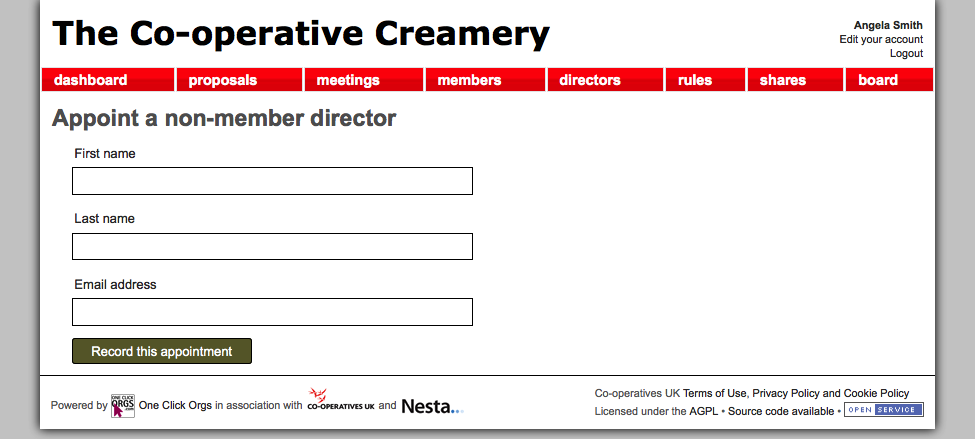 The Co-operative Creamery
Angela Smith
Edit your account
Logout
dashboard proposals meetings members directors rules shares board
Appoint a non-member director
First name
Last name
Email address
Record this appointment
Powered by ONE CLICK ORGS .com One Click Orgs in association with CO-OPERATIVES UK and Nesta...
Co-operatives UK Terms of Use, Privacy Policy and Cookie Policy
Licensed under the AGPL • Source code available • OPEN SERVICE